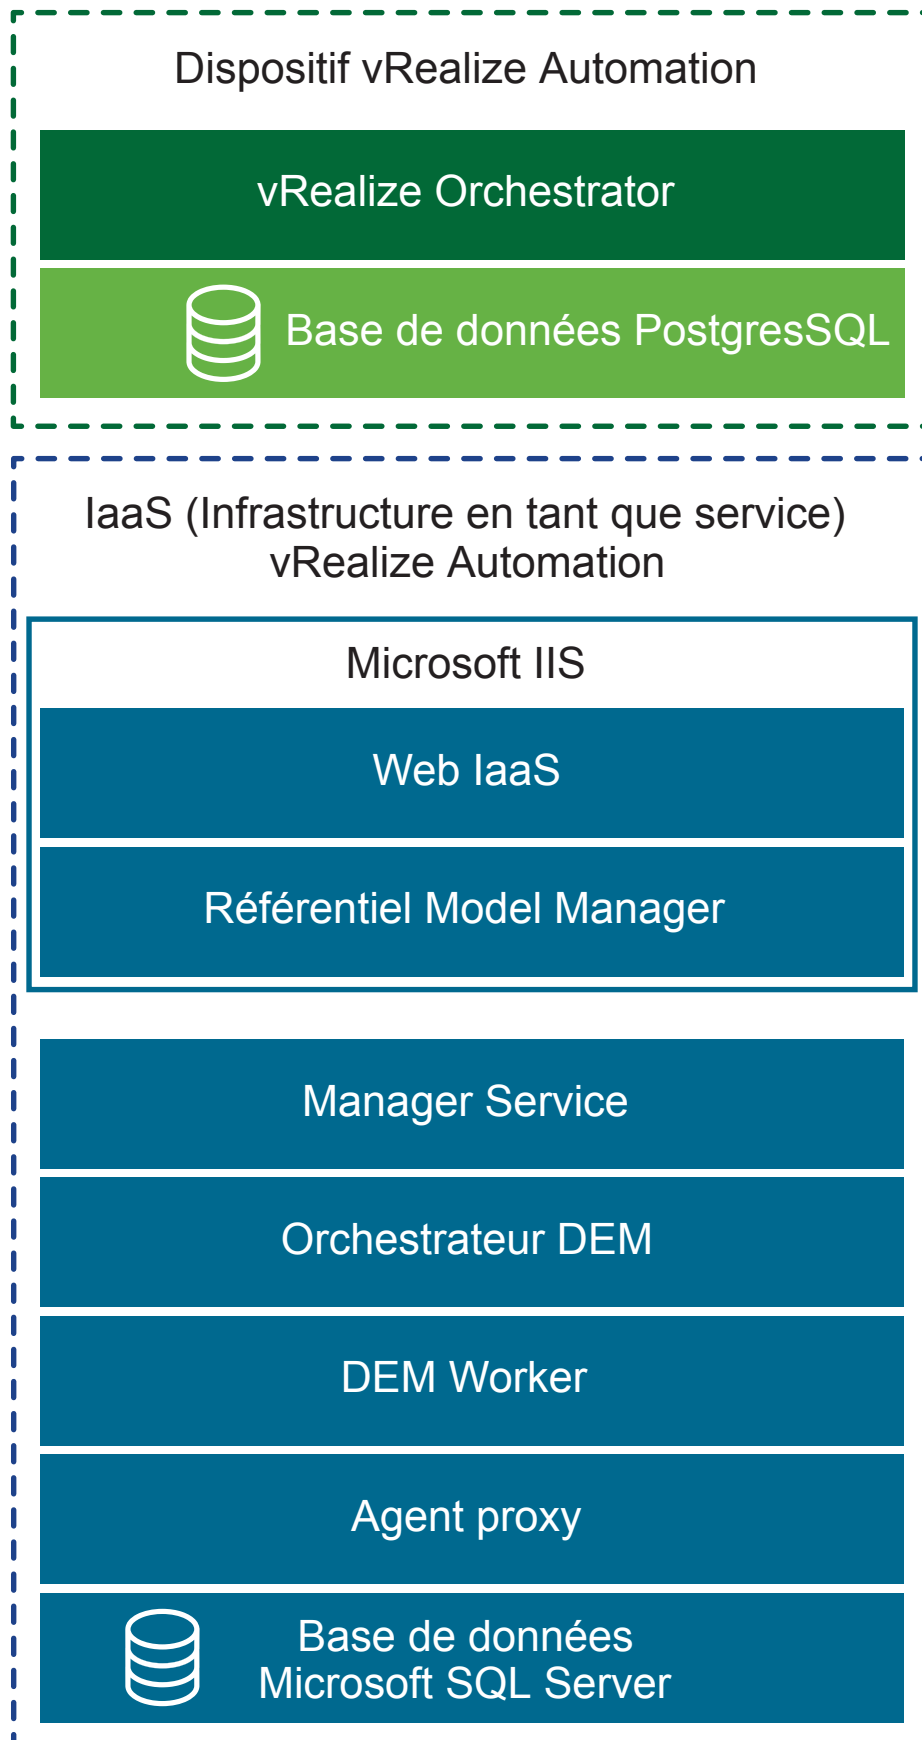 Dispositif vRealize Automation
vRealize Orchestrator
Base de données PostgresSQL
IaaS (Infrastructure en tant que service)
vRealize Automation
Microsoft IIS
Web IaaS
Référentiel Model Manager
Manager Service
Orchestrateur DEM
DEM Worker
Agent proxy
Base de données
Microsoft SQL Server